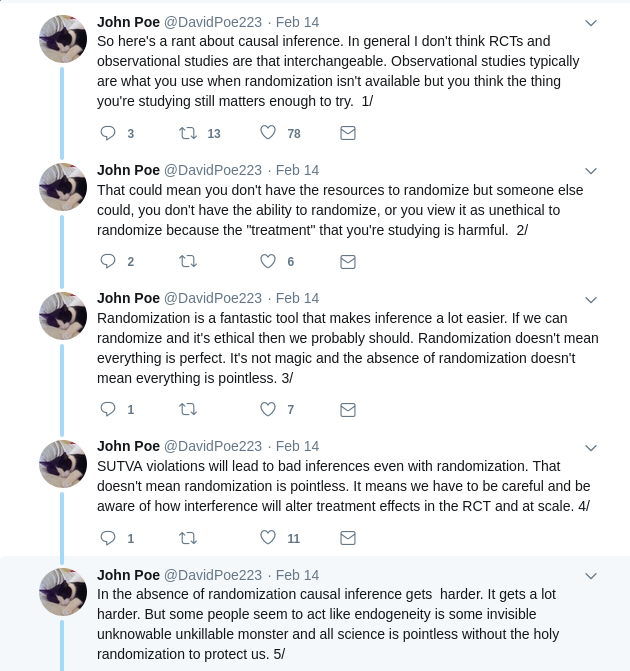 John Poe @DavidPoe223 · Feb 14
So here's a rant about causal inference. In general I don't think RCTs and
observational studies are that interchangeable. Observational studies typically
are what you use when randomization isn't available but you think the thing
you're studying still matters enough to try.  1/
3 13 78
John Poe @DavidPoe223 · Feb 14
That could mean you don't have the resources to randomize but someone else
could, you don't have the ability to randomize, or you view it as unethical to
randomize because the "treatment" that you're studying is harmful.  2/
2 6
John Poe @DavidPoe223 · Feb 14
Randomization is a fantastic tool that makes inference a lot easier. If we can
randomize and it's ethical then we probably should. Randomization doesn't mean
everything is perfect. It's not magic and the absence of randomization doesn't
mean everything is pointless. 3/
1 7
John Poe @DavidPoe223 · Feb 14
SUTVA violations will lead to bad inferences even with randomization. That
doesn't mean randomization is pointless. It means we have to be careful and be
aware of how interference will alter treatment effects in the RCT and at scale. 4/
1 11
John Poe @DavidPoe223 · Feb 14
In the absence of randomization causal inference gets  harder. It gets a lot
harder. But some people seem to act like endogeneity is some invisible
unknowable unkillable monster and all science is pointless without the holy
randomization to protect us. 5/